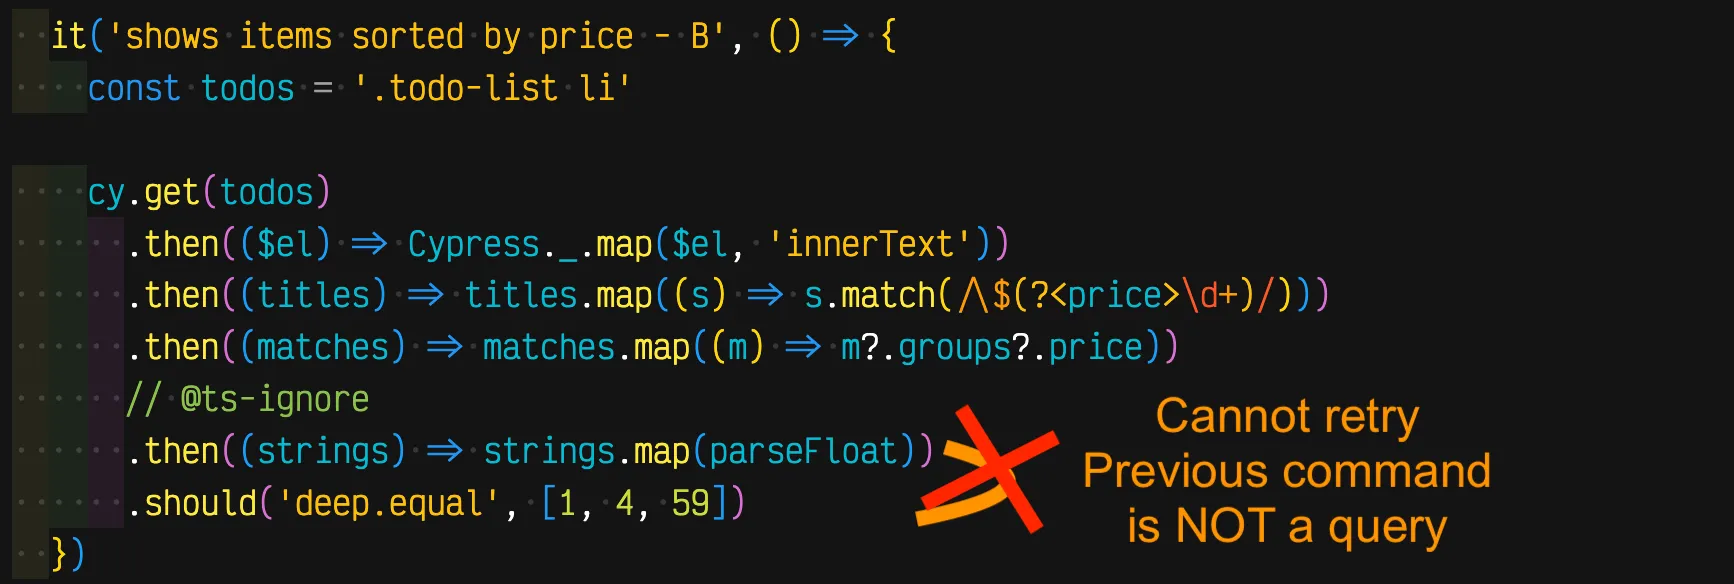 it('shows items sorted by price - B', () => {
const todos = '.todo-list li'
cy.get(todos)
.then(($el) => Cypress._.map($el, 'innerText'))
.then((titles) => titles.map((s) => s.match(/\$(?<price>\d+)/)))
.then((matches) => matches.map((m) => m?.groups?.price))
// @ts-ignore
.then((strings) => strings.map(parseFloat))
.should('deep.equal', [1, 4, 59])
})
Cannot retry
Previous command
is NOT a query